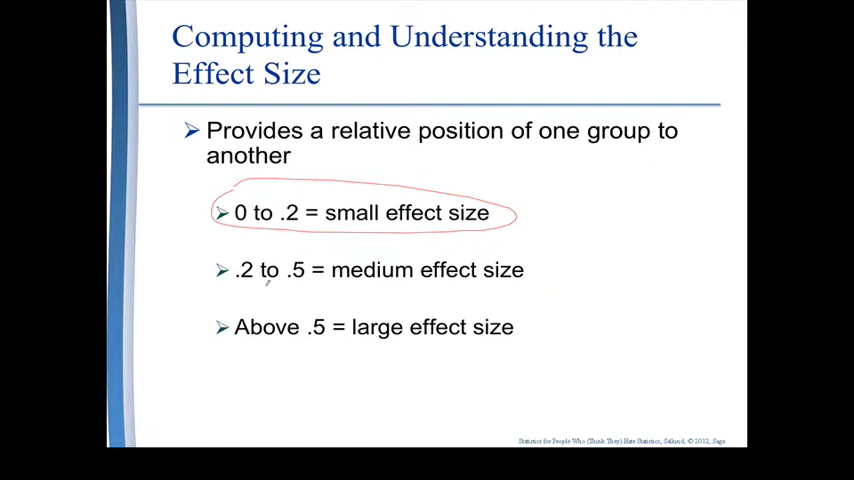 Computing and Understanding the
Effect Size
Provides a relative position of one group to
another
0 to .2 = small effect size
.2 to .5 = medium effect size
Above .5 = large effect size
Statistics for People Who (Think They) Hate Statistics, Salkind, © 2012, Sage